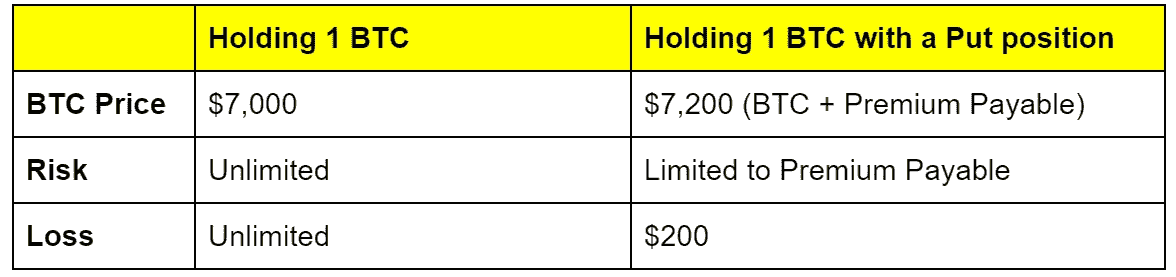 Holding 1 BTC Holding 1 BTC with a Put position
BTC Price $7,000 $7,200 (BTC + Premium Payable)
Risk Unlimited Limited to Premium Payable
Loss Unlimited $200